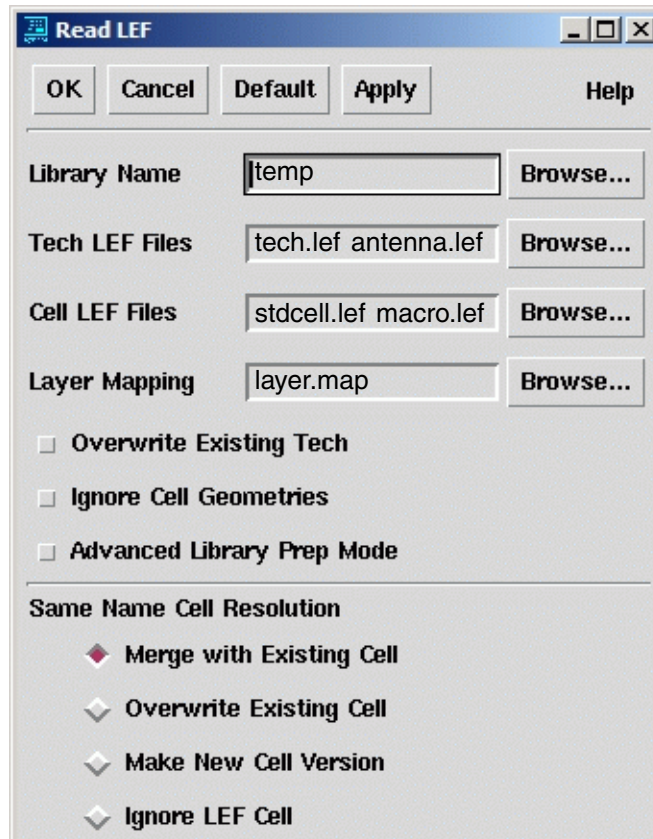 Read LEF
OK Cancel Default Apply Help
Library Name temp Browse...
Tech LEF Files tech.lef antenna.lef Browse...
Cell LEF Files stdcell.lef macro.lef Browse...
Layer Mapping layer.map Browse...
Overwrite Existing Tech
Ignore Cell Geometries
Advanced Library Prep Mode
Same Name Cell Resolution
Merge with Existing Cell
Overwrite Existing Cell
Make New Cell Version
Ignore LEF Cell